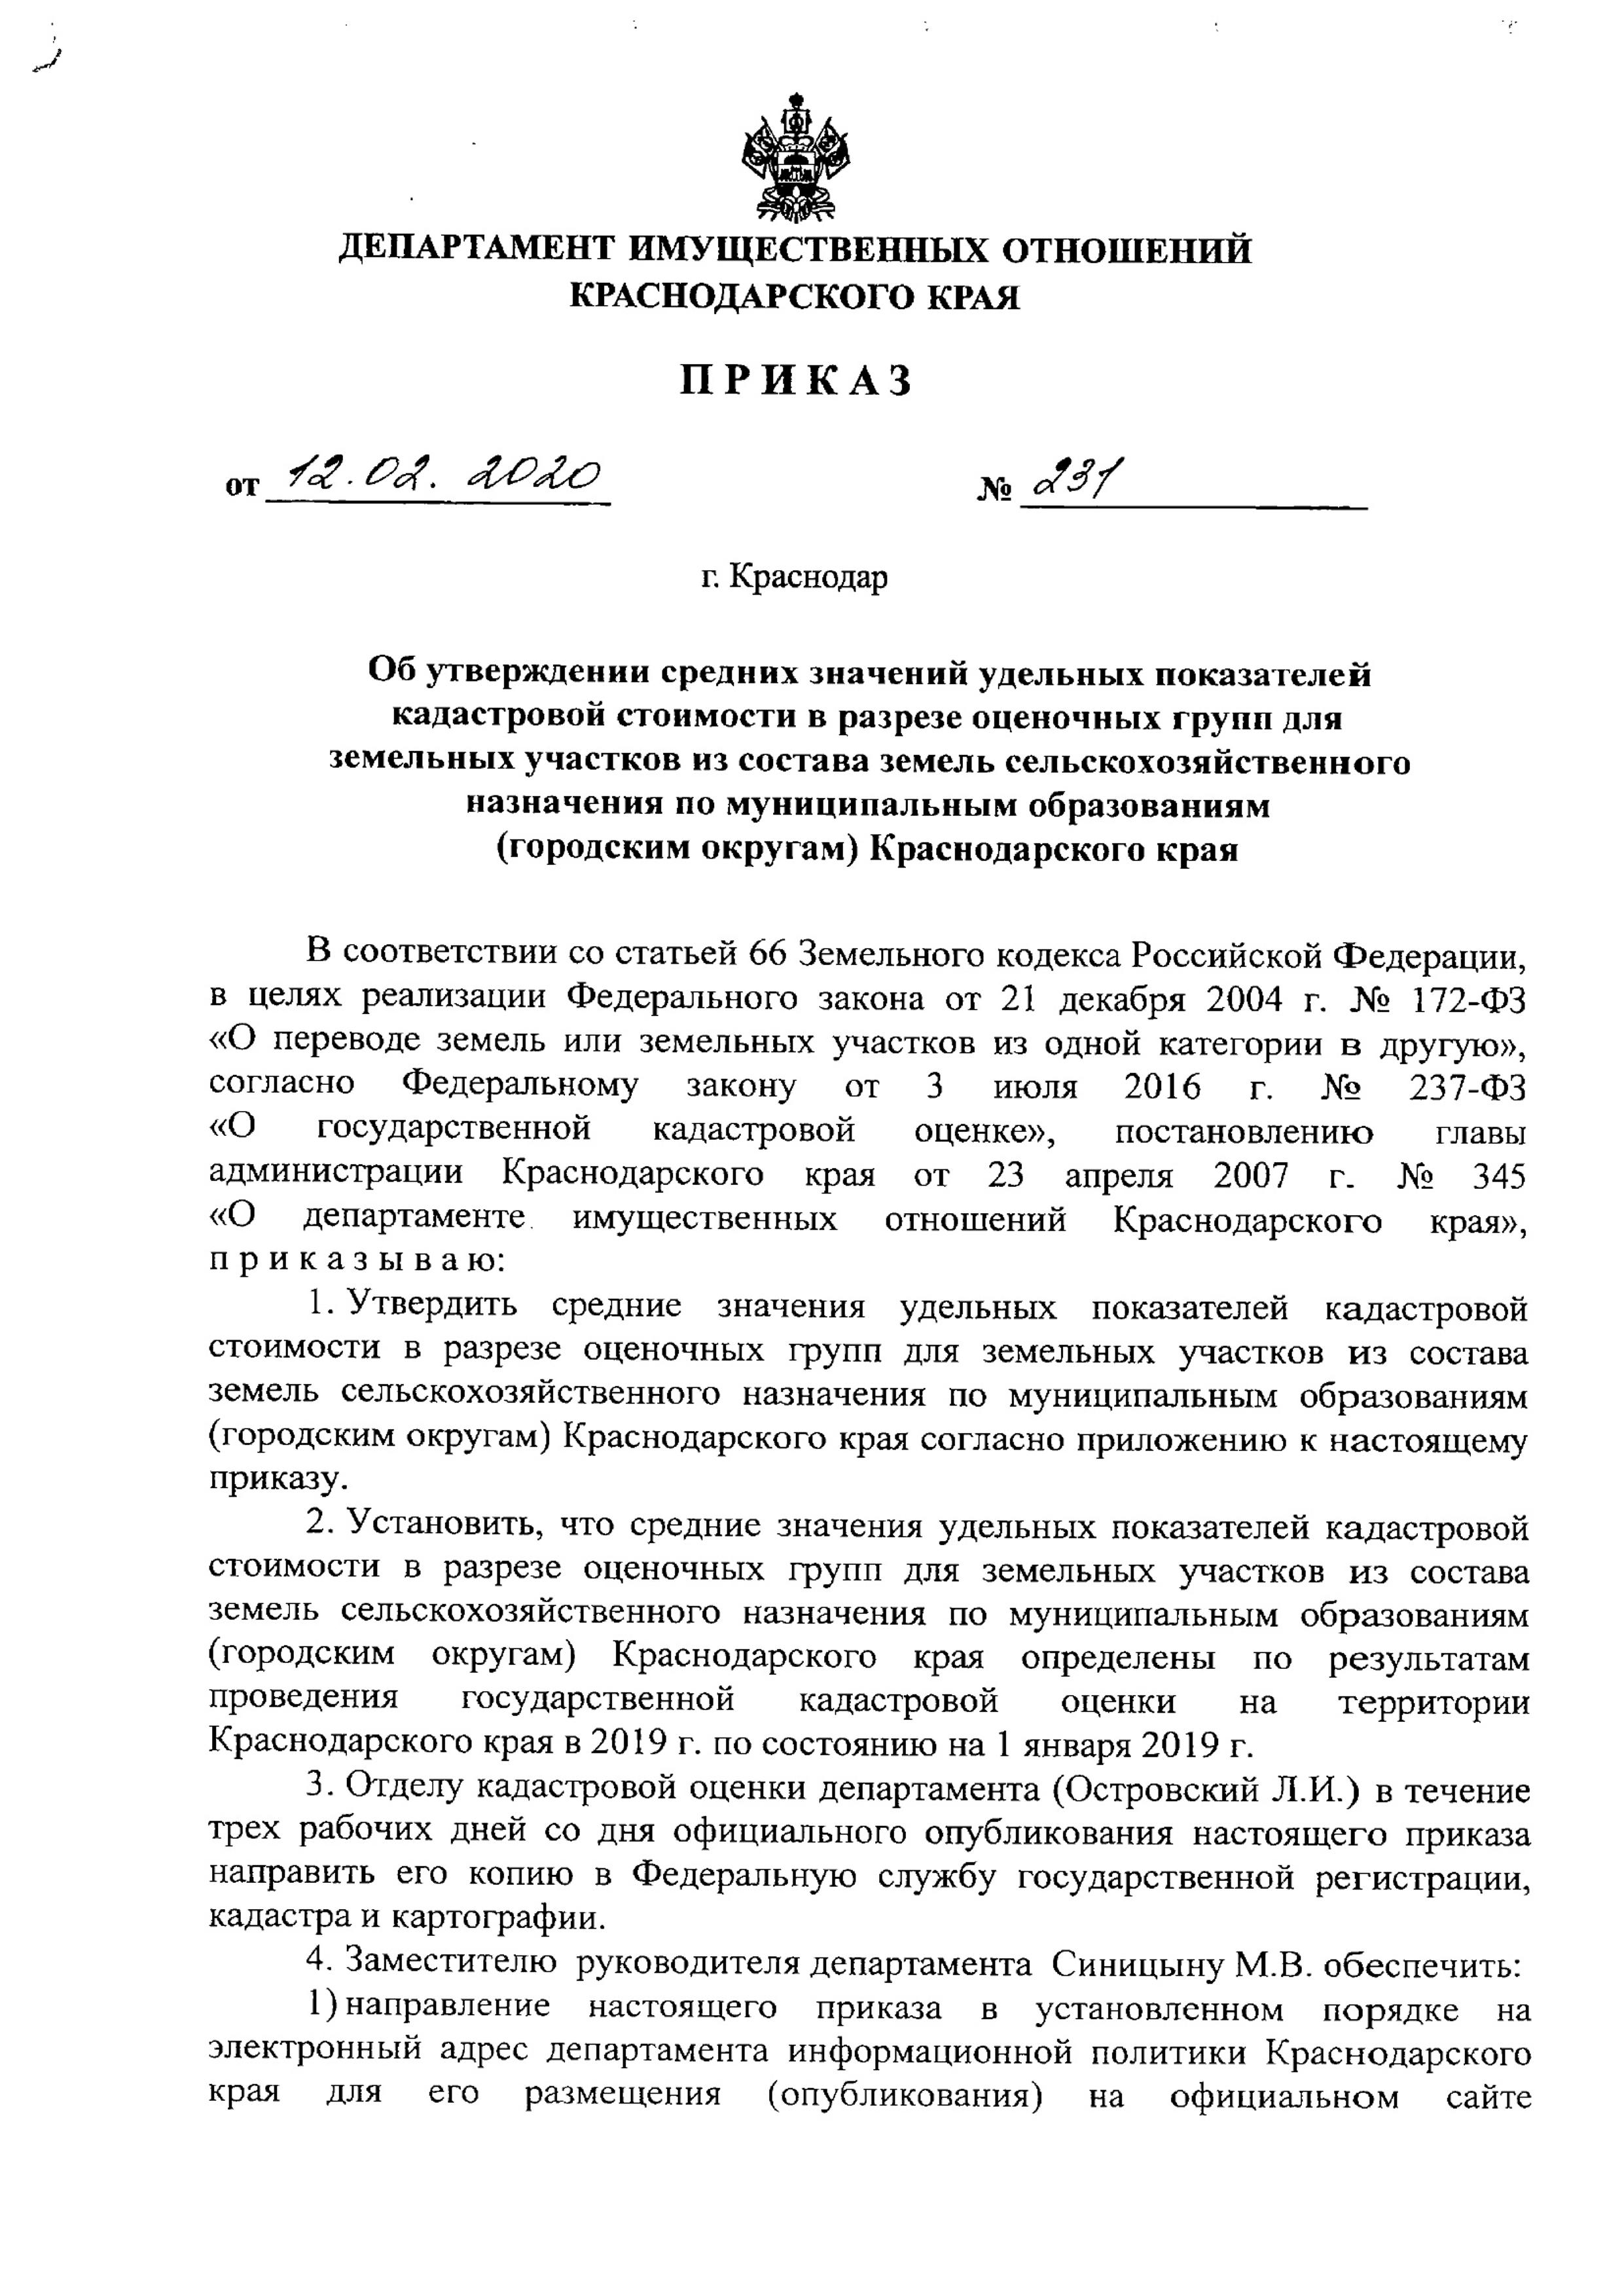 ДЕПАРТАМЕНТ ИМУЩЕСТВЕННЫХ ОТНОШЕНИЙ
КРАСНОДАРСКОГО КРАЯ
П Р И К А З
от 12.02.2020 № 231
г. Краснодар
Об утверждении средних значений удельных показателей
кадастровой стоимости в разрезе оценочных групп для
земельных участков из состава земель сельскохозяйственного
назначения по муниципальным образованиям
(городским округам) Краснодарского края
В соответствии со статьей 66 Земельного кодекса Российской Федерации,
в целях реализации Федерального закона от 21 декабря 2004 г. № 172-ФЗ
«О переводе земель или земельных участков из одной категории в другую»,
согласно Федеральному закону от 3 июля 2016 г. № 237-ФЗ
«О государственной кадастровой оценке», постановлению главы
администрации Краснодарского края от 23 апреля 2007 г. № 345
«О департаменте имущественных отношений Краснодарского края»,
п р и к а з ы в а ю:
1. Утвердить средние значения удельных показателей кадастровой
стоимости в разрезе оценочных групп для земельных участков из состава
земель сельскохозяйственного назначения по муниципальным образованиям
(городским округам) Краснодарского края согласно приложению к настоящему
приказу.
2. Установить, что средние значения удельных показателей кадастровой
стоимости в разрезе оценочных групп для земельных участков из состава
земель сельскохозяйственного назначения по муниципальным образованиям
(городским округам) Краснодарского края определены по результатам
проведения государственной кадастровой оценки на территории
Краснодарского края в 2019 г. по состоянию на 1 января 2019 г.
3. Отделу кадастровой оценки департамента (Островский Л.И.) в течение
трех рабочих дней со дня официального опубликования настоящего приказа
направить его копию в Федеральную службу государственной регистрации,
кадастра и картографии.
4. Заместителю руководителя департамента Синицыну М.В. обеспечить:
1) направление настоящего приказа в установленном порядке на
электронный адрес департамента информационной политики Краснодарского
края для его размещения (опубликования) на официальном сайте